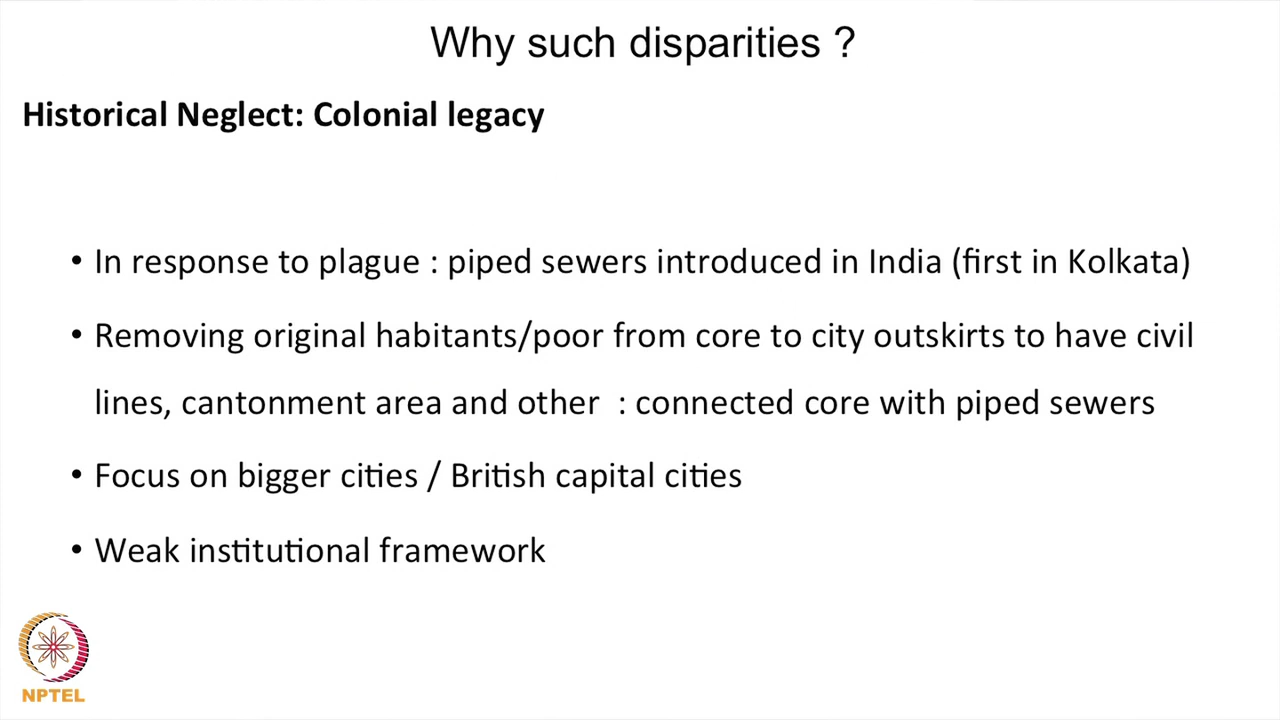 Why such disparities ?
Historical Neglect: Colonial legacy
• In response to plague : piped sewers introduced in India (first in Kolkata)
• Removing original habitants/poor from core to city outskirts to have civil
lines, cantonment area and other  : connected core with piped sewers
• Focus on bigger cities / British capital cities
• Weak institutional framework
NPTEL